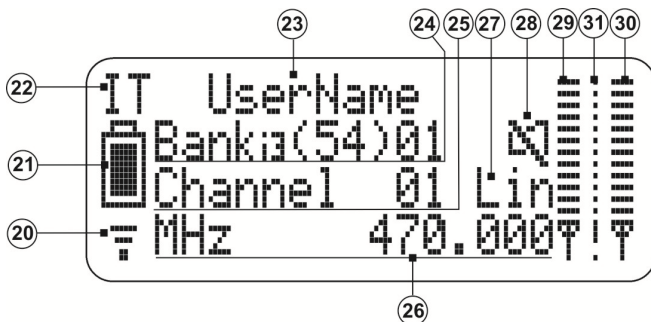 23 24 25 27 28 29 31 30
22 IT UserName
21 Banki3(54)01
Channel 01 Lin
20 MHz 470.000
26